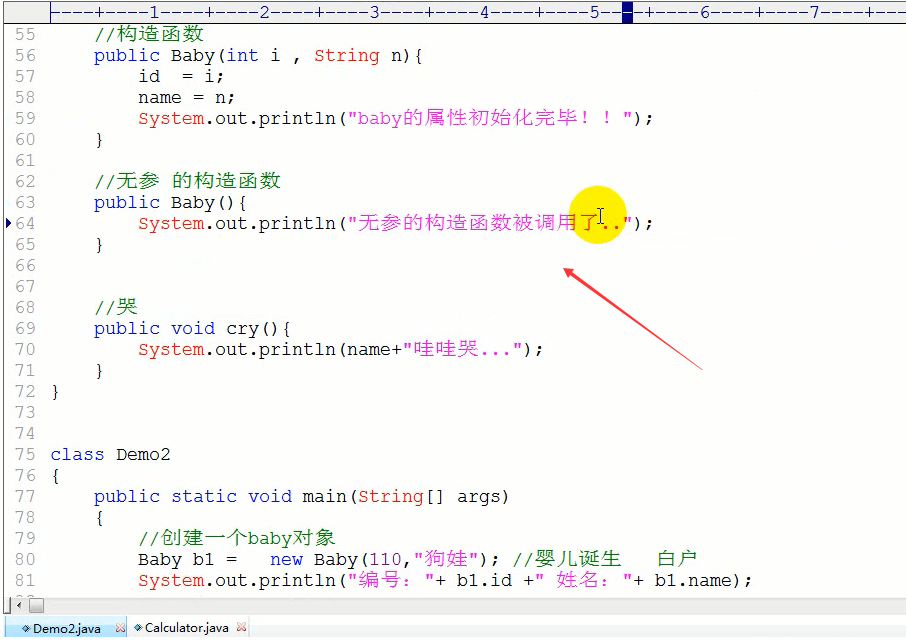 ----+----1----+----2----+----3----+----4----+----5----+----6----+----7----+--
55     //构造函数
56     public Baby(int i , String n){
57         id  = i;
58         name = n;
59         System.out.println("baby的属性初始化完毕！！");
60     }
61
62     //无参 的构造函数
63     public Baby(){
64         System.out.println("无参的构造函数被调用了..");
65     }
66
67
68     //哭
69     public void cry(){
70         System.out.println(name+"哇哇哭...");
71     }
72 }
73
74
75 class Demo2
76 {
77     public static void main(String[] args)
78     {
79         //创建一个baby对象
80         Baby b1 =   new Baby(110,"狗娃"); //婴儿诞生   白户
81         System.out.println("编号："+ b1.id +" 姓名："+ b1.name);
Demo2.java Calculator.java